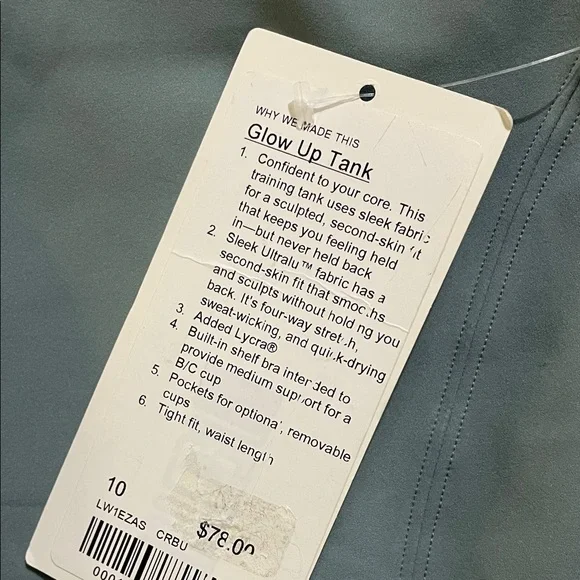 WHY WE MADE THIS
Glow Up Tank
1. Confident to your core. This
training tank uses sleek fabric
for a sculpted, second-skin fit
that keeps you feeling held
in—but never held back
2. Sleek Ultralu™ fabric has a
second-skin fit that smooths
and sculpts without holding you
back. It's four-way stretch,
sweat-wicking, and quick-drying
3. Added Lycra®
4. Built-in shelf bra intended to
provide medium support for a
B/C cup
5. Pockets for optional, removable
cups
6. Tight fit, waist length
10
LW1EZAS CRBU
$78.00